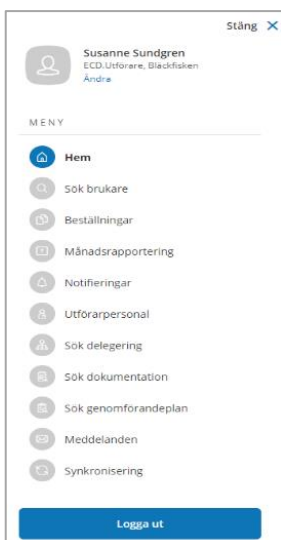 Stäng
Susanne Sundgren
ECD.Utförare, Bläckfisken
Ändra
MENY
Hem
Sök brukare
Beställningar
Månadsrapportering
Notifieringar
Utförarpersonal
Sök delegering
Sök dokumentation
Sök genomförandeplan
Meddelanden
Synkronisering
Logga ut